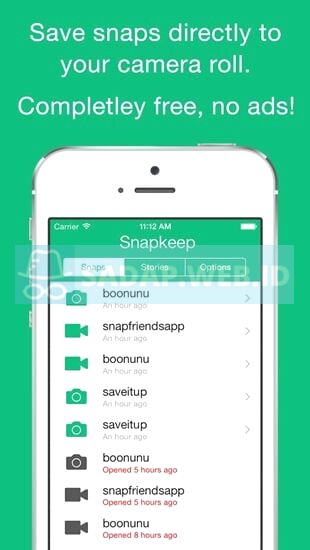 Save snaps directly to
your camera roll.
Completley free, no ads!
Carrier 11:12 AM
Snapkeep
Snaps Stories Options
SADAP.WEB.ID
boonunu
An hour ago
snapfriendsapp
An hour ago
boonunu
An hour ago
saveitup
An hour ago
saveitup
An hour ago
boonunu
Opened 5 hours ago
snapfriendsapp
Opened 5 hours ago
boonunu
Opened 8 hours ago